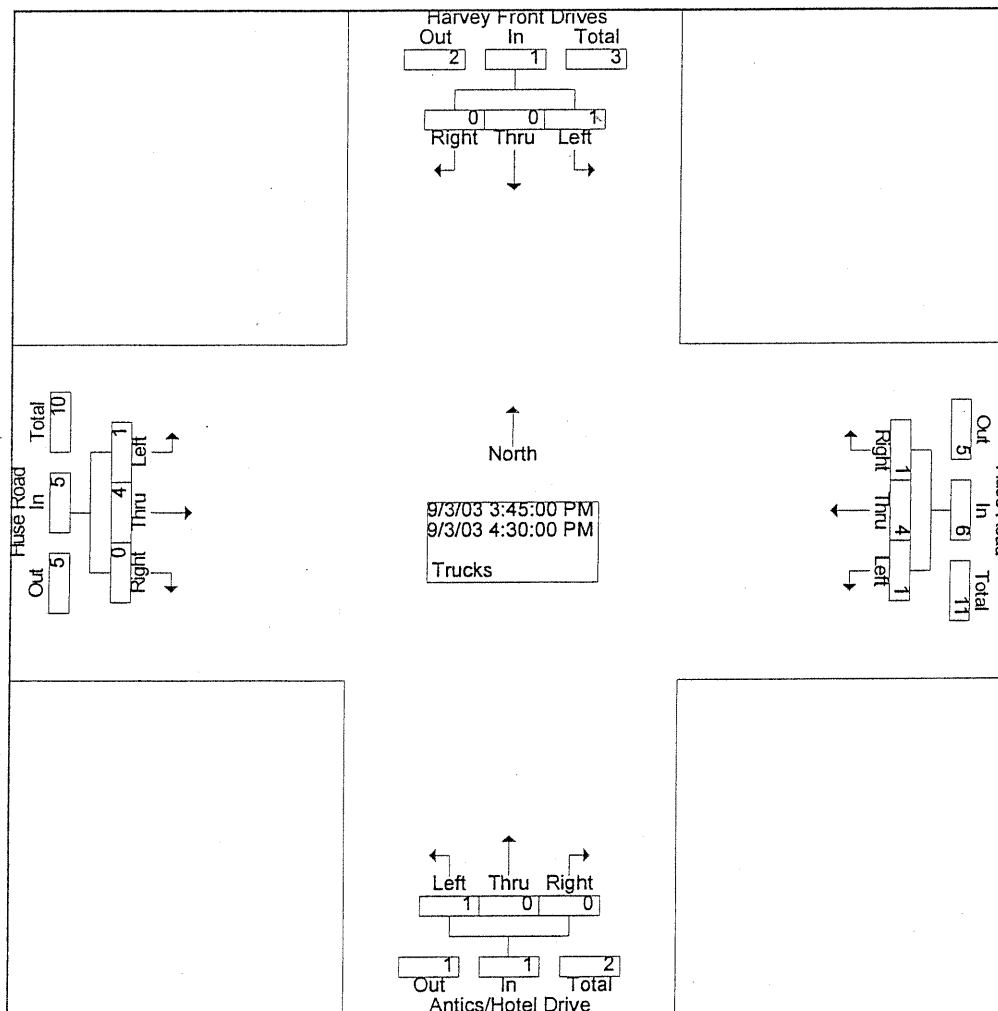 Harvey Front Drives
Out In Total
2 1 3
0 0 1
Right Thru Left
Huse Road
Total In Out
10 5 5
1 4 0
Left Thru Right
North
9/3/03 3:45:00 PM
9/3/03 4:30:00 PM
Trucks
Right Thru Left
1 4 1
5 6 11
Out In Total
Left Thru Right
1 0 0
1 1 2
Out In Total
Antics/Hotel Drive